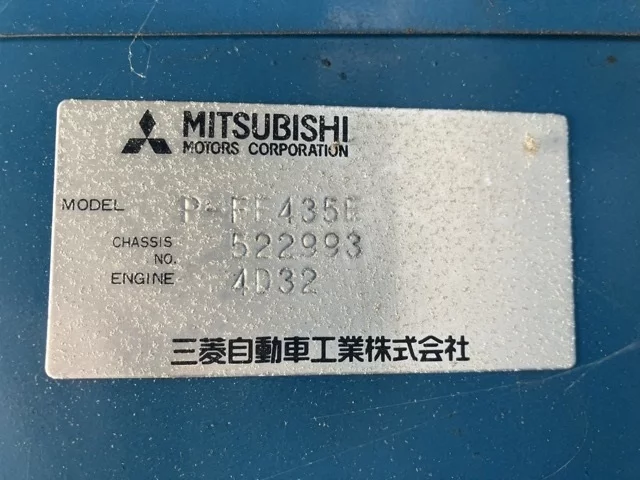 MITSUBISHI
MOTORS CORPORATION
MODEL P-FE435E
CHASSIS NO. 522993
ENGINE 4D32
三菱自動車工業株式会社